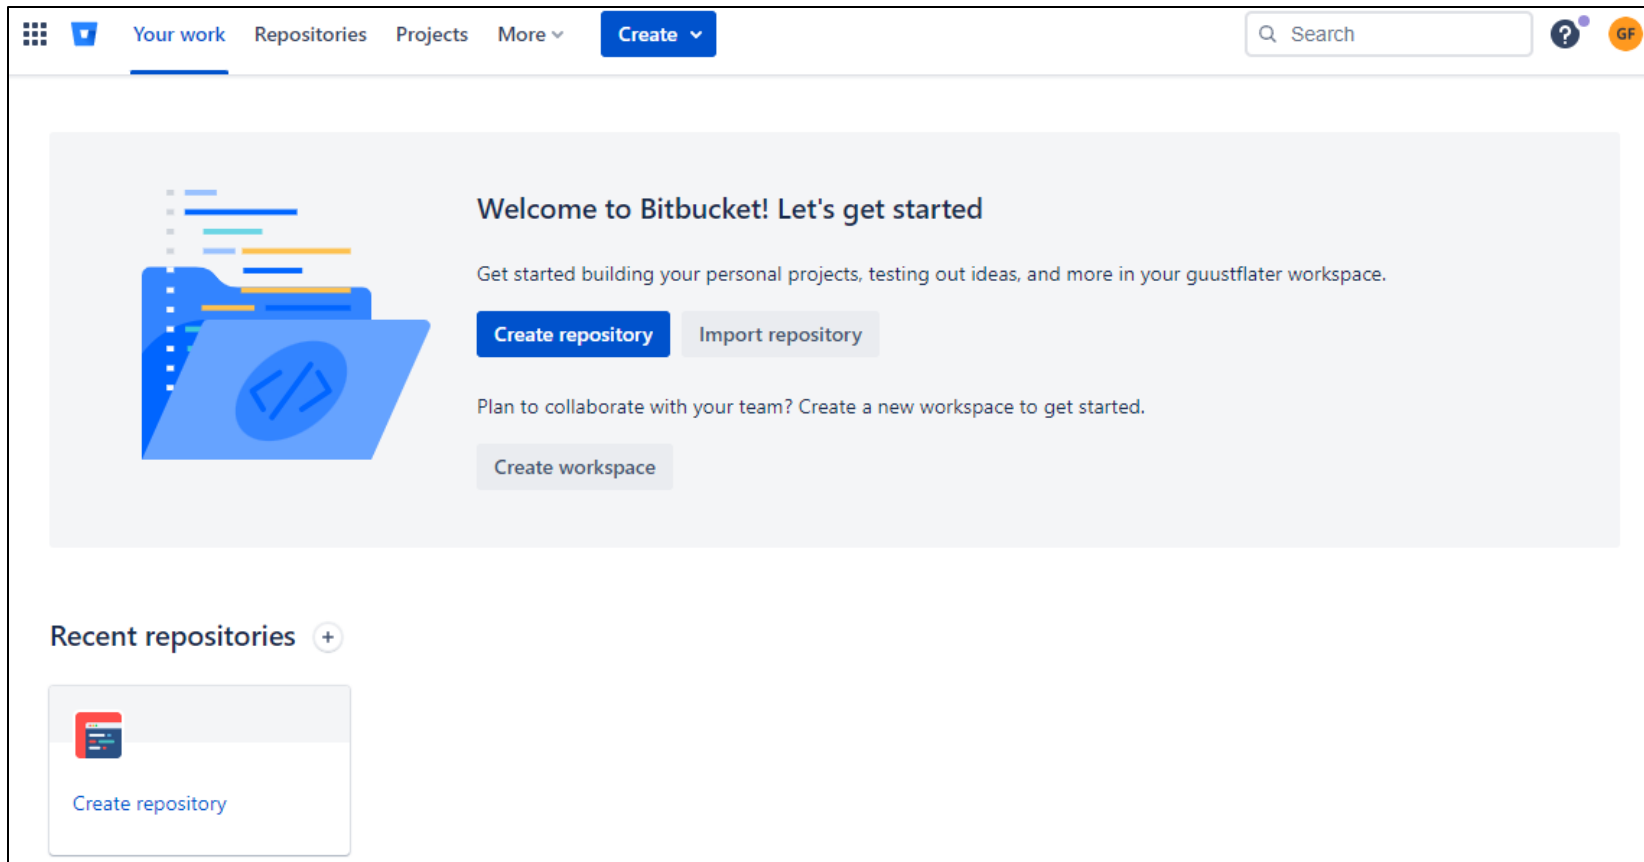 Your work Repositories Projects More Create Search ? GF
Welcome to Bitbucket! Let's get started
Get started building your personal projects, testing out ideas, and more in your guustflater workspace.
Create repository Import repository
Plan to collaborate with your team? Create a new workspace to get started.
Create workspace
Recent repositories +
Create repository